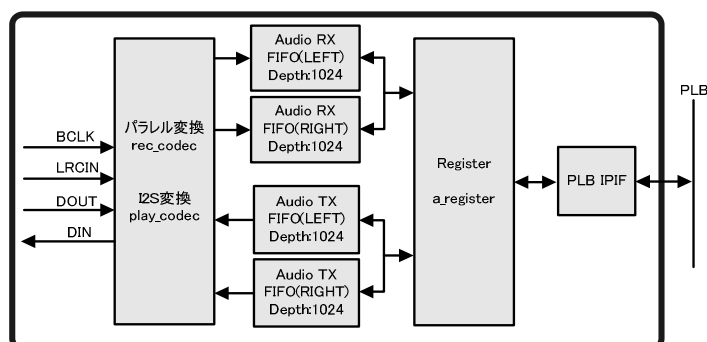 BCLK
LRCIN
DOUT
DIN
パラレル変換
rec_codec
I2S変換
play_codec
Audio RX
FIFO(LEFT)
Depth:1024
Audio RX
FIFO(RIGHT)
Depth:1024
Audio TX
FIFO(LEFT)
Depth:1024
Audio TX
FIFO(RIGHT)
Depth:1024
Register
a_register
PLB IPIF
PLB